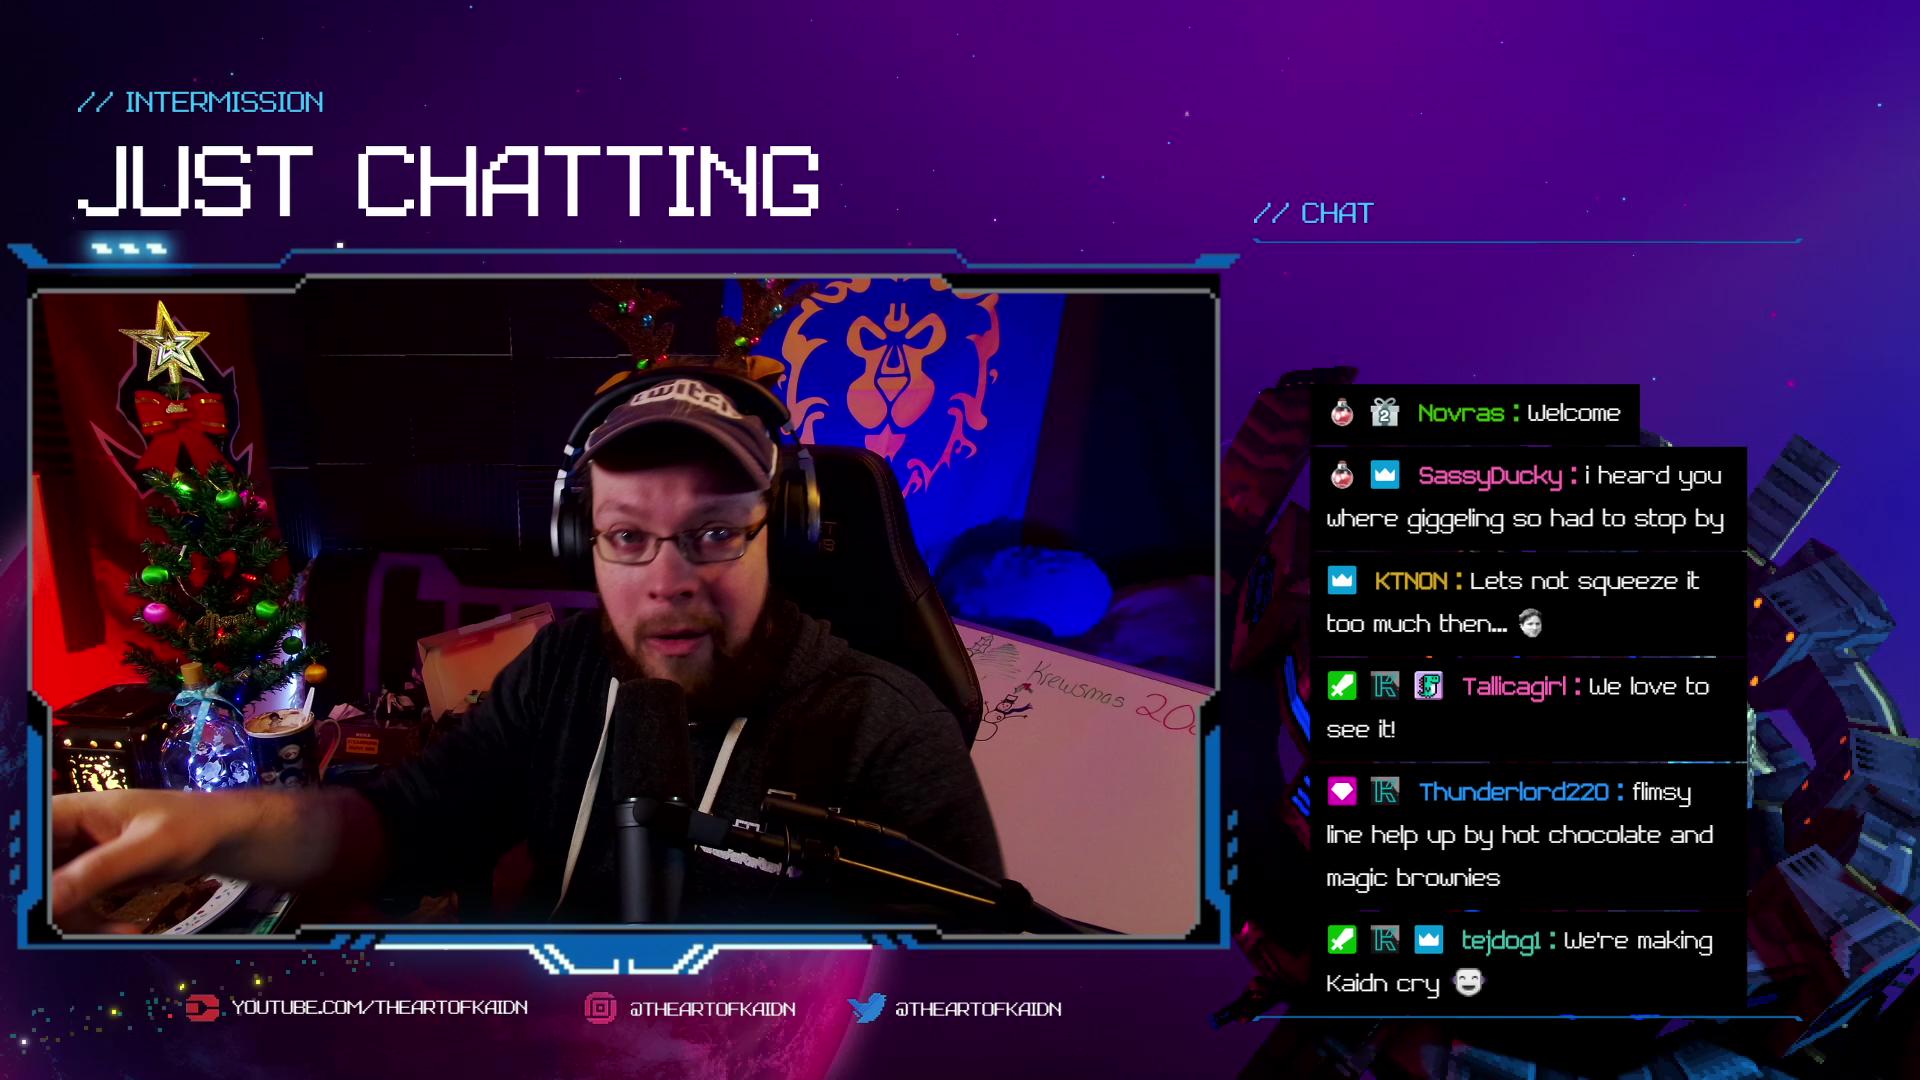 // INTERMISSION
JUST CHATTING
// CHAT
twitch
Krewsmas
Novras : Welcome
SassyDucky : i heard you
where giggeling so had to stop by
KTNON : Lets not squeeze it
too much then...
Tallicagirl : We love to
see it!
Thunderlord220 : flimsy
line help up by hot chocolate and
magic brownies
tejdog1 : We're making
Kaidn cry
YOUTUBE.COM/THEARTOFKAIDN
@THEARTOFKAIDN
@THEARTOFKAIDN